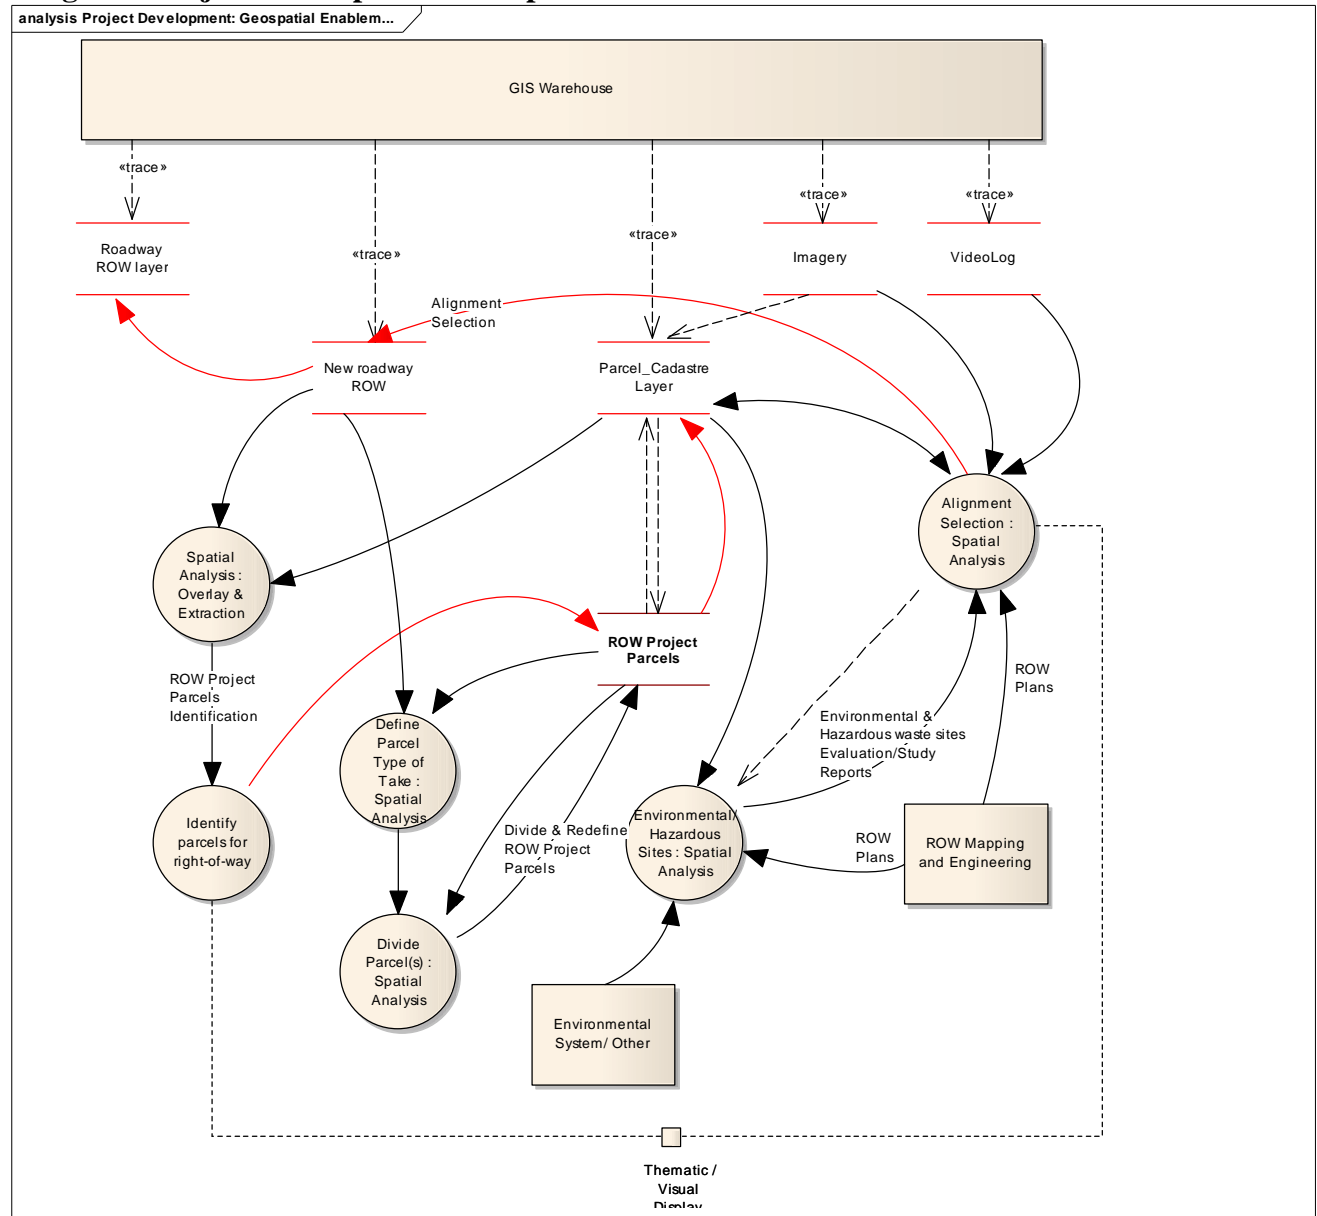 analysis Project Development: Geospatial Enablem...
GIS Warehouse
«trace»
«trace»
«trace»
«trace»
«trace»
Roadway
ROW layer
Imagery
VideoLog
Alignment
Selection
New roadway
ROW
Parcel_Cadastre
Layer
Alignment
Selection :
Spatial
Analysis
Spatial
Analysis :
Overlay &
Extraction
ROW Project
Parcels
ROW Project
Parcels
Identification
ROW
Plans
Define
Parcel
Type of
Take :
Spatial
Analysis
Environmental &
Hazardous waste sites
Evaluation/Study
Reports
Identify
parcels for
right-of-way
Divide & Redefine
ROW Project
Parcels
Environmental/
Hazardous
Sites : Spatial
Analysis
ROW
Plans
ROW Mapping
and Engineering
Divide
Parcel(s) :
Spatial
Analysis
Environmental
System/ Other
Thematic /
Visual
Display